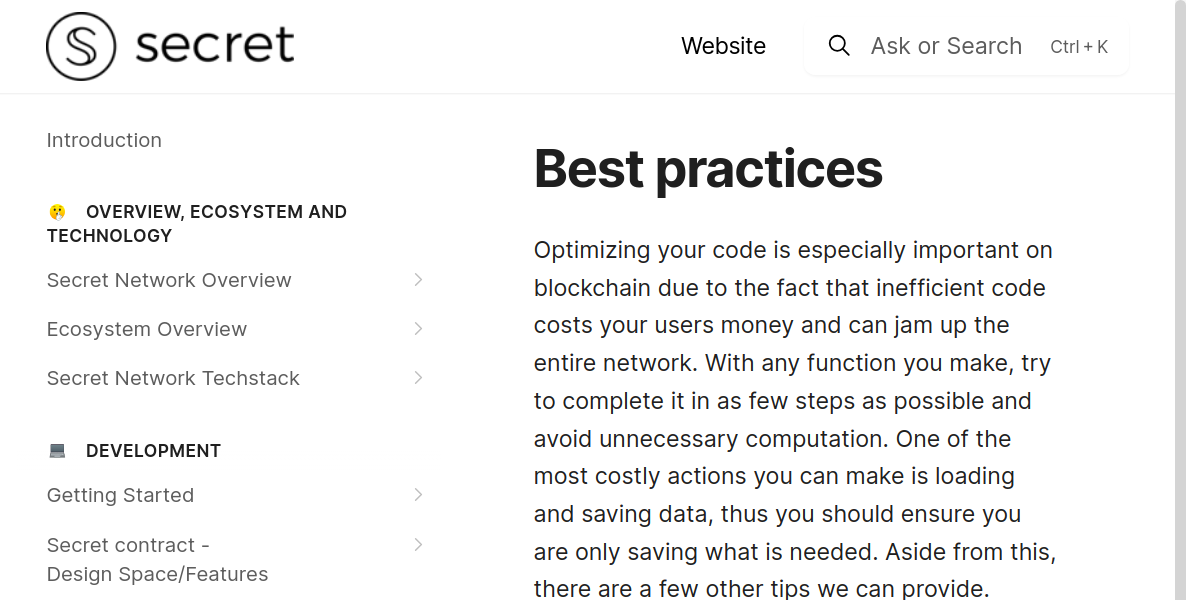 secret
Website
Ask or Search
Ctrl + K
Introduction
OVERVIEW, ECOSYSTEM AND
TECHNOLOGY
Secret Network Overview
Ecosystem Overview
Secret Network Techstack
DEVELOPMENT
Getting Started
Secret contract -
Design Space/Features
Best practices
Optimizing your code is especially important on
blockchain due to the fact that inefficient code
costs your users money and can jam up the
entire network. With any function you make, try
to complete it in as few steps as possible and
avoid unnecessary computation. One of the
most costly actions you can make is loading
and saving data, thus you should ensure you
are only saving what is needed. Aside from this,
there are a few other tips we can provide.